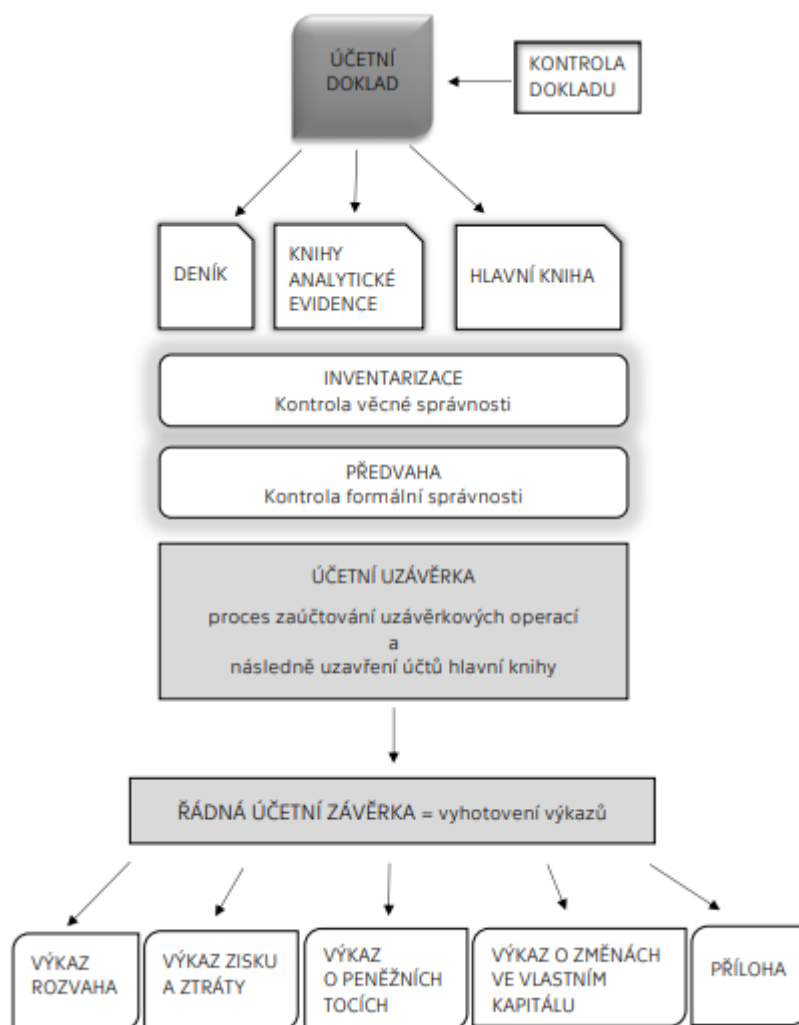 ÚČETNÍ
DOKLAD
KONTROLA
DOKLADU
DENÍK
KNIHY
ANALYTICKÉ
EVIDENCE
HLAVNÍ KNIHA
INVENTARIZACE
Kontrola věcné správnosti
PŘEDVAHA
Kontrola formální správnosti
ÚČETNÍ UZÁVĚRKA
proces zaúčtování uzávěrkových operací
a
následně uzavření účtů hlavní knihy
ŘÁDNÁ ÚČETNÍ ZÁVĚRKA = vyhotovení výkazů
VÝKAZ
ROZVAHA
VÝKAZ ZISKU
A ZTRÁTY
VÝKAZ
O PENĚŽNÍCH
TOCÍCH
VÝKAZ O ZMĚNÁCH
VE VLASTNÍM
KAPITÁLU
PŘÍLOHA